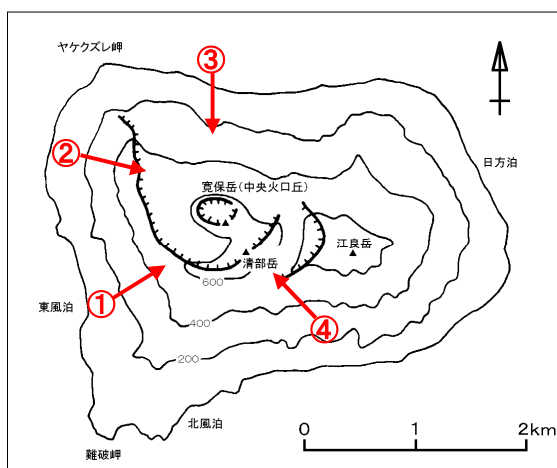 ヤケクズレ岬
③
②
日方泊
寛保岳(中央火口丘)
江良岳
清部岳
600
①
東風泊
400
④
200
北風泊
難破岬
0 1 2km